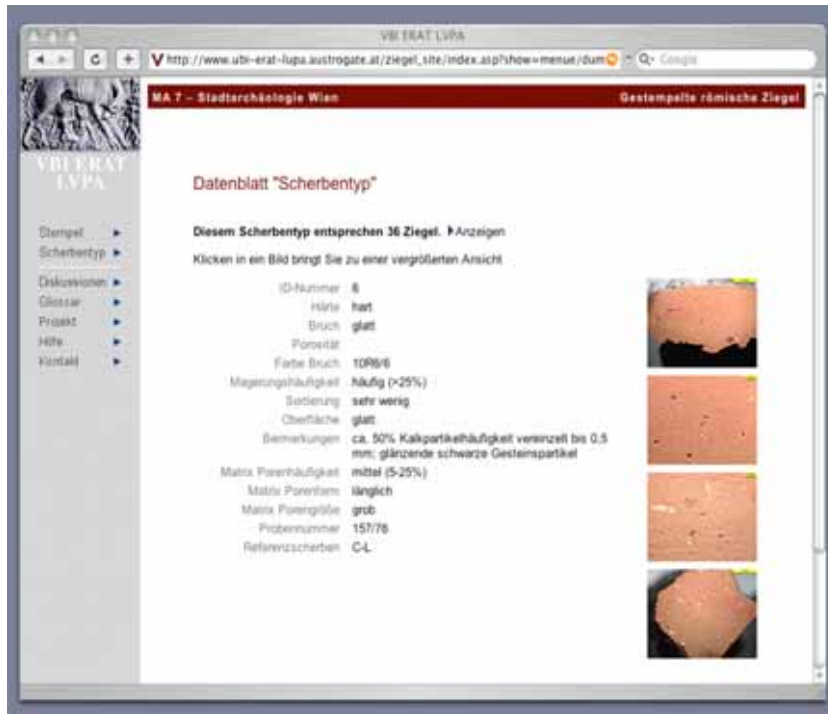 VBI ERAT LVPA
http://www.ubi-erat-lupa.austrogate.at/ziegel_site/index.asp?show=menue/dum
Google
MA 7 – Stadtarchäologie Wien
Gestempelte römische Ziegel
VBI ERAT
LVPA
Stempel
Scherbentyp
Diskussionen
Glossar
Projekt
Hilfe
Kontakt
Datenblatt "Scherbentyp"
Diesem Scherbentyp entsprechen 36 Ziegel. Anzeigen
Klicken in ein Bild bringt Sie zu einer vergrößerten Ansicht
ID-Nummer 6
Härte hart
Bruch glatt
Porosität
Farbe Bruch 10R6/6
Magerungshäufigkeit häufig (>25%)
Sortierung sehr wenig
Oberfläche glatt
Bemerkungen ca. 50% Kalkpartikelhäufigkeit vereinzelt bis 0,5
mm; glänzende schwarze Gesteinspartikel
Matrix Porenhäufigkeit mittel (5-25%)
Matrix Porenform länglich
Matrix Porengröße grob
Probennummer 157/76
Referenzscherben C-L